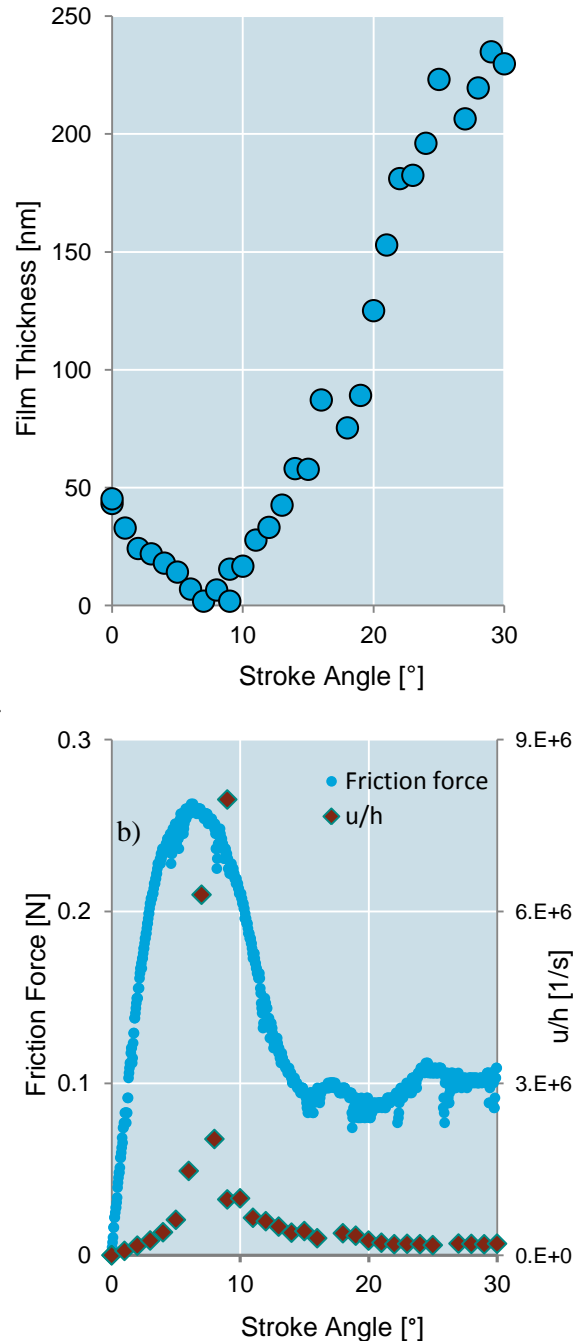 250
200
150
100
50
0
Film Thickness [nm]
0 10 20 30
Stroke Angle [°]
0.3 9.E+6
Friction force
u/h
b)
0.2 6.E+6
Friction Force [N]
u/h [1/s]
0.1 3.E+6
0 0.E+0
0 10 20 30
Stroke Angle [°]